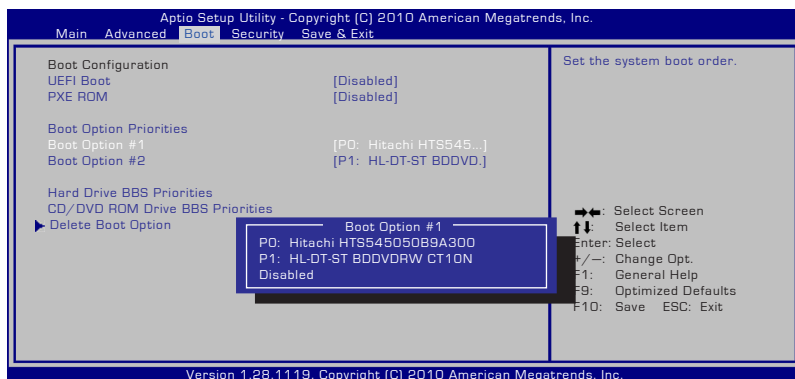 Aptio Setup Utility - Copyright (C) 2010 American Megatrends, Inc.
Main Advanced Boot Security Save & Exit
Boot Configuration
UEFI Boot [Disabled]
PXE ROM [Disabled]
Boot Option Priorities
Boot Option #1 [P0: Hitachi HTS545...]
Boot Option #2 [P1: HL-DT-ST BDDVD.]
Hard Drive BBS Priorities
CD/DVD ROM Drive BBS Priorities
Delete Boot Option
Boot Option #1
P0: Hitachi HTS545050B9A300
P1: HL-DT-ST BDDVDRW CT10N
Disabled
Set the system boot order.
→←: Select Screen
↑↓: Select Item
Enter: Select
+/—: Change Opt.
F1: General Help
F9: Optimized Defaults
F10: Save ESC: Exit
Version 1.28.1119. Copyright (C) 2010 American Megatrends, Inc.